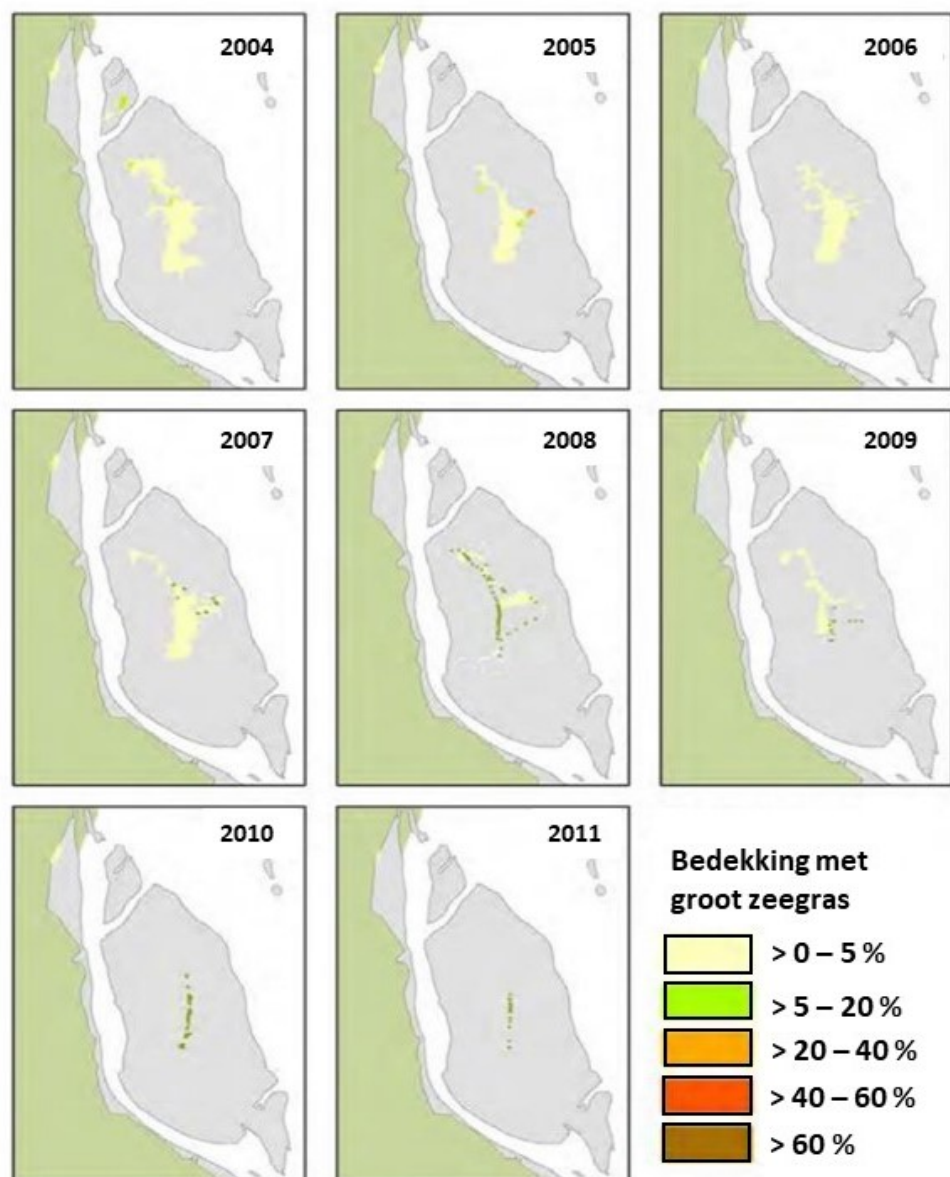 2004
2005
2006
2007
2008
2009
2010
2011
Bedekking met
groot zeegras
> 0 – 5 %
> 5 – 20 %
> 20 – 40 %
> 40 – 60 %
> 60 %